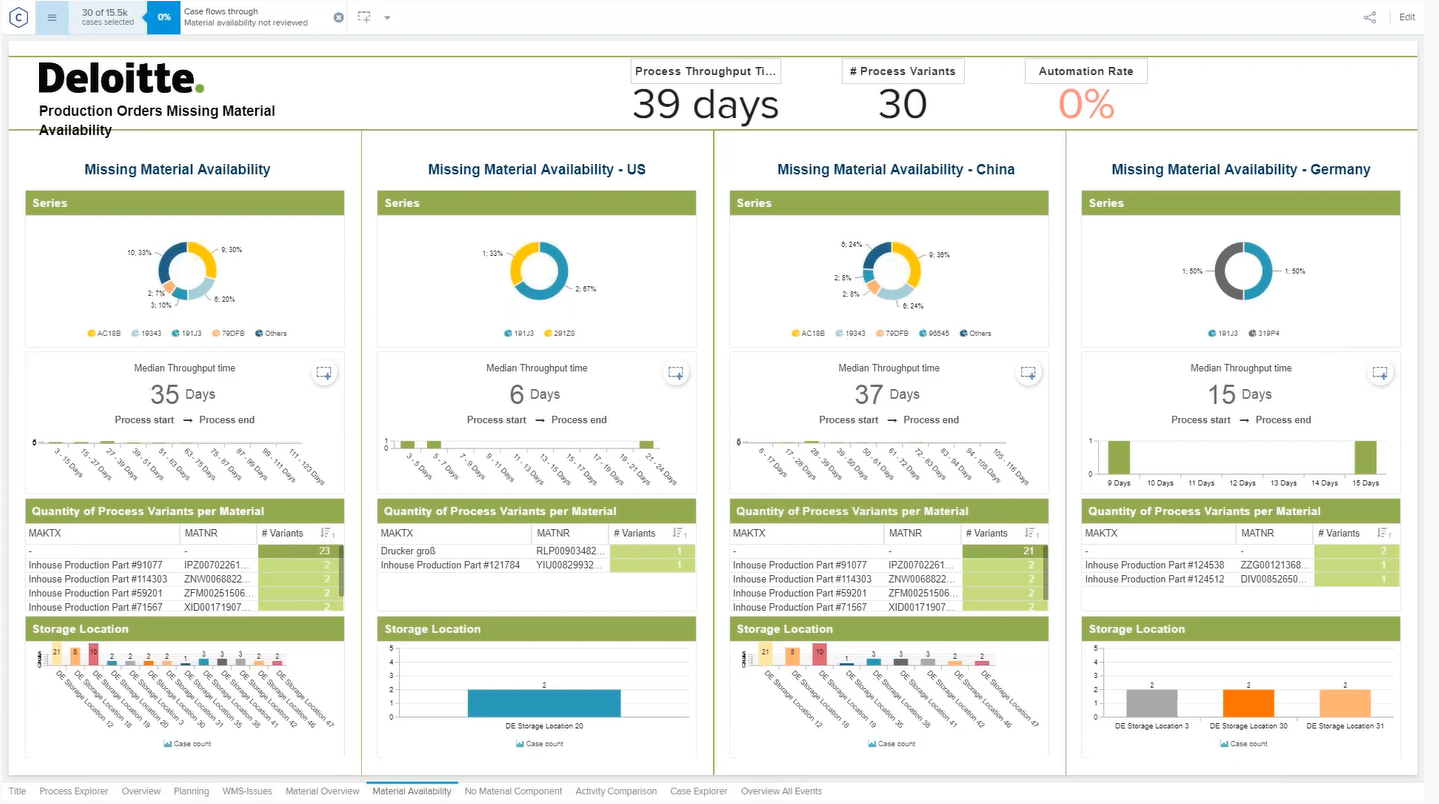 30 of 15.5k
cases selected
0%
Case flows through
Material availability not reviewed
Edit
Deloitte.
Production Orders Missing Material
Availability
Process Throughput Ti...
39 days
# Process Variants
30
Automation Rate
0%
Missing Material Availability
Series
10; 33%
9; 30%
2; 7%
3; 10%
6; 20%
AC18B 19343 191J3 79DFB Others
Median Throughput time
35 Days
Process start → Process end
3 - 15 Days 15 - 27 Days 27 - 39 Days 39 - 51 Days 51 - 63 Days 63 - 75 Days 75 - 87 Days 87 - 99 Days 99 - 111 Days 111 - 123 Days
Quantity of Process Variants per Material
MAKTX MATNR # Variants
- - 23
Inhouse Production Part #91077 IPZ00702261... 2
Inhouse Production Part #114303 ZNW0068822... 2
Inhouse Production Part #59201 ZFM00251506... 2
Inhouse Production Part #71567 XID00171907... 2
Storage Location
21 8 10 2 2 2 2 1 3 3 3 2 2
DE Storage Location 12 DE Storage Location 18 DE Storage Location 19 DE Storage Location 20 DE Storage Location 3 DE Storage Location 30 DE Storage Location 31 DE Storage Location 35 DE Storage Location 38 DE Storage Location 41 DE Storage Location 42 DE Storage Location 46 DE Storage Location 47
Case count
Missing Material Availability - US
Series
1; 33%
2; 67%
191J3 291Z8
Median Throughput time
6 Days
Process start → Process end
1
0
3 - 5 Days 5 - 7 Days 7 - 9 Days 9 - 11 Days 11 - 13 Days 13 - 15 Days 15 - 17 Days 17 - 19 Days 19 - 21 Days 21 - 24 Days
Quantity of Process Variants per Material
MAKTX MATNR # Variants
Drucker groß RLP00903482... 1
Inhouse Production Part #121784 YIU00829932... 1
Storage Location
5
4
3
2
1
0
2
DE Storage Location 20
Case count
Missing Material Availability - China
Series
6; 24%
9; 36%
2; 8%
2; 8%
6; 24%
AC18B 19343 79DFB 96545 Others
Median Throughput time
37 Days
Process start → Process end
6 - 17 Days 17 - 28 Days 28 - 39 Days 39 - 50 Days 50 - 61 Days 61 - 72 Days 72 - 83 Days 83 - 94 Days 94 - 105 Days 105 - 116 Days
Quantity of Process Variants per Material
MAKTX MATNR # Variants
- - 21
Inhouse Production Part #91077 IPZ00702261... 2
Inhouse Production Part #114303 ZNW0068822... 2
Inhouse Production Part #59201 ZFM00251506... 2
Inhouse Production Part #71567 XID00171907... 2
Storage Location
21 8 10 1 3 3 3 2 2
DE Storage Location 12 DE Storage Location 18 DE Storage Location 19 DE Storage Location 35 DE Storage Location 38 DE Storage Location 41 DE Storage Location 42 DE Storage Location 46 DE Storage Location 47
Case count
Missing Material Availability - Germany
Series
1; 50%
1; 50%
191J3 319P4
Median Throughput time
15 Days
Process start → Process end
1
0
9 Days 10 Days 11 Days 12 Days 13 Days 14 Days 15 Days
Quantity of Process Variants per Material
MAKTX MATNR # Variants
- - 2
Inhouse Production Part #124538 ZZG00121368... 1
Inhouse Production Part #124512 DIV00852650... 1
Storage Location
5
4
3
2
1
0
2 2 2
DE Storage Location 3 DE Storage Location 30 DE Storage Location 31
Case count
Title Process Explorer Overview Planning WMS-Issues Material Overview Material Availability No Material Component Activity Comparison Case Explorer Overview All Events